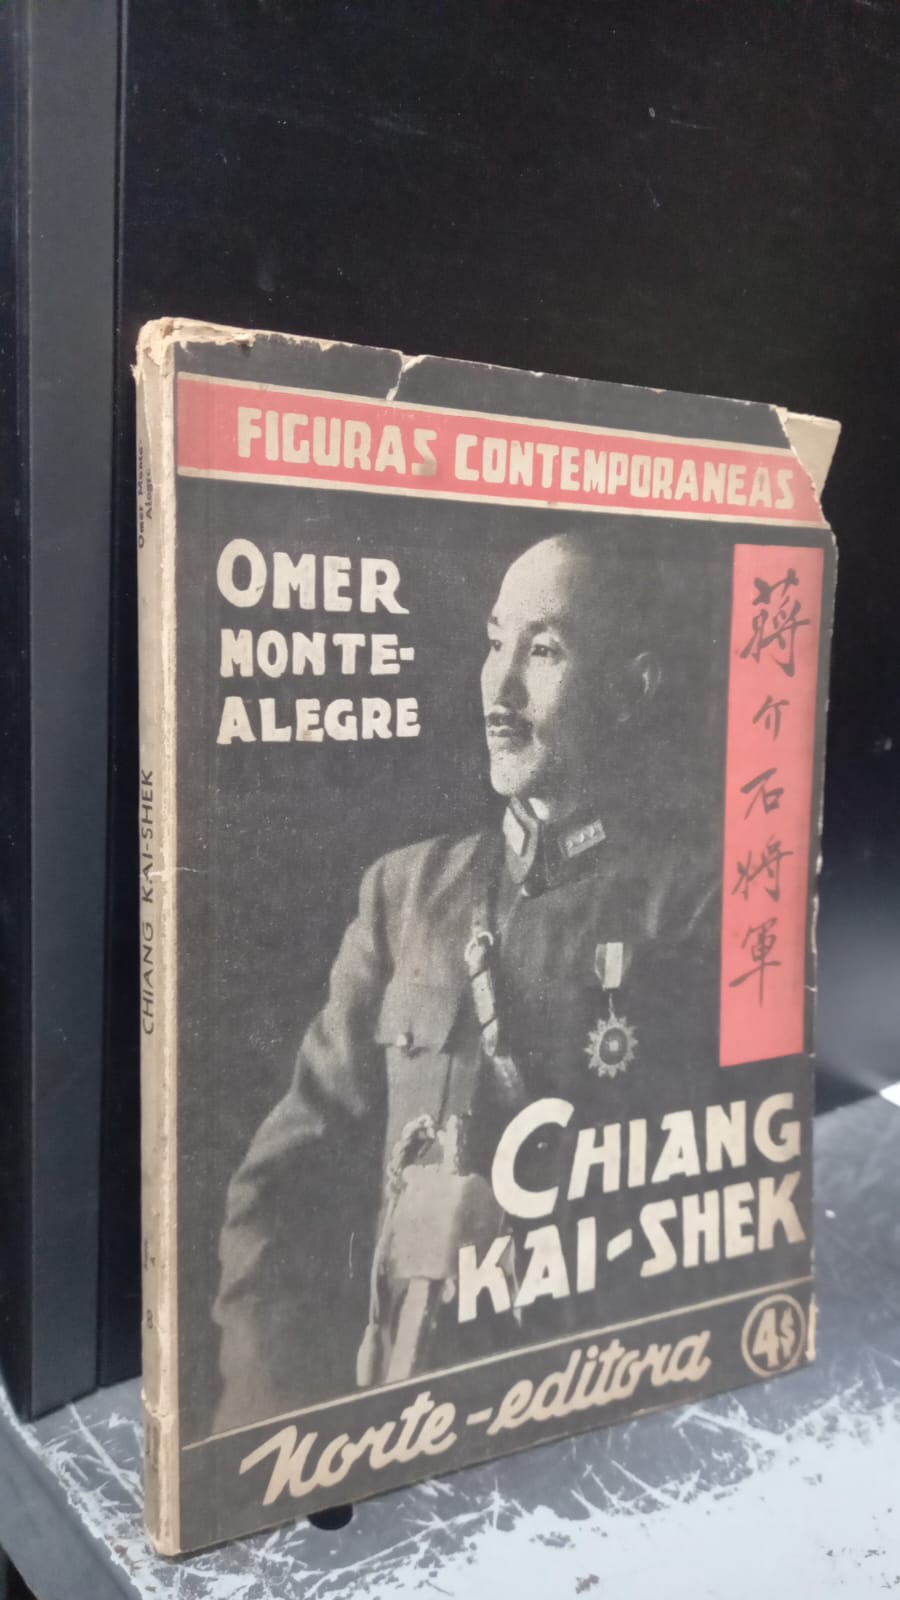 FIGURAS CONTEMPORANEAS
OMER
MONTE-
ALEGRE
蔣介石將軍
CHIANG
KAI-SHEK
Norte-editora
4$
Omer Monte-
Alegre
CHIANG KAI-SHEK
8